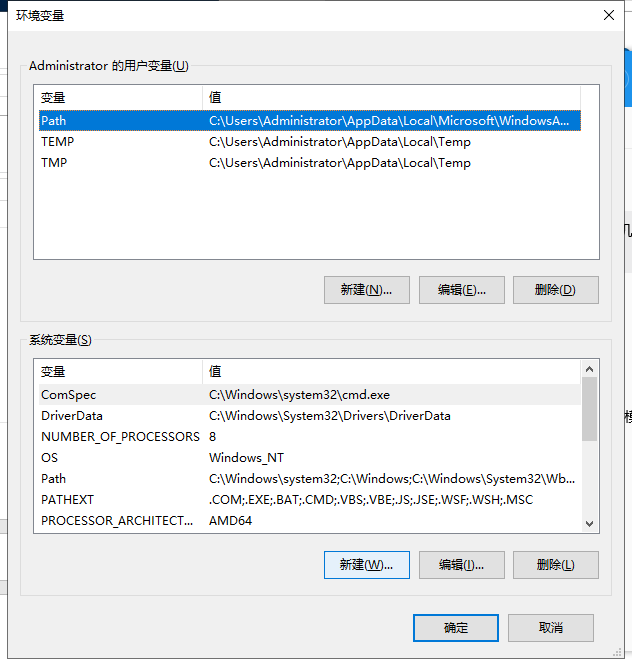 环境变量
Administrator 的用户变量(U)
变量 值
Path C:\Users\Administrator\AppData\Local\Microsoft\WindowsA...
TEMP C:\Users\Administrator\AppData\Local\Temp
TMP C:\Users\Administrator\AppData\Local\Temp
新建(N)... 编辑(E)... 删除(D)
系统变量(S)
变量 值
ComSpec C:\Windows\system32\cmd.exe
DriverData C:\Windows\System32\Drivers\DriverData
NUMBER_OF_PROCESSORS 8
OS Windows_NT
Path C:\Windows\system32;C:\Windows;C:\Windows\System32\Wb...
PATHEXT .COM;.EXE;.BAT;.CMD;.VBS;.VBE;.JS;.JSE;.WSF;.WSH;.MSC
PROCESSOR_ARCHITECT... AMD64
新建(W)... 编辑(I)... 删除(L)
确定 取消